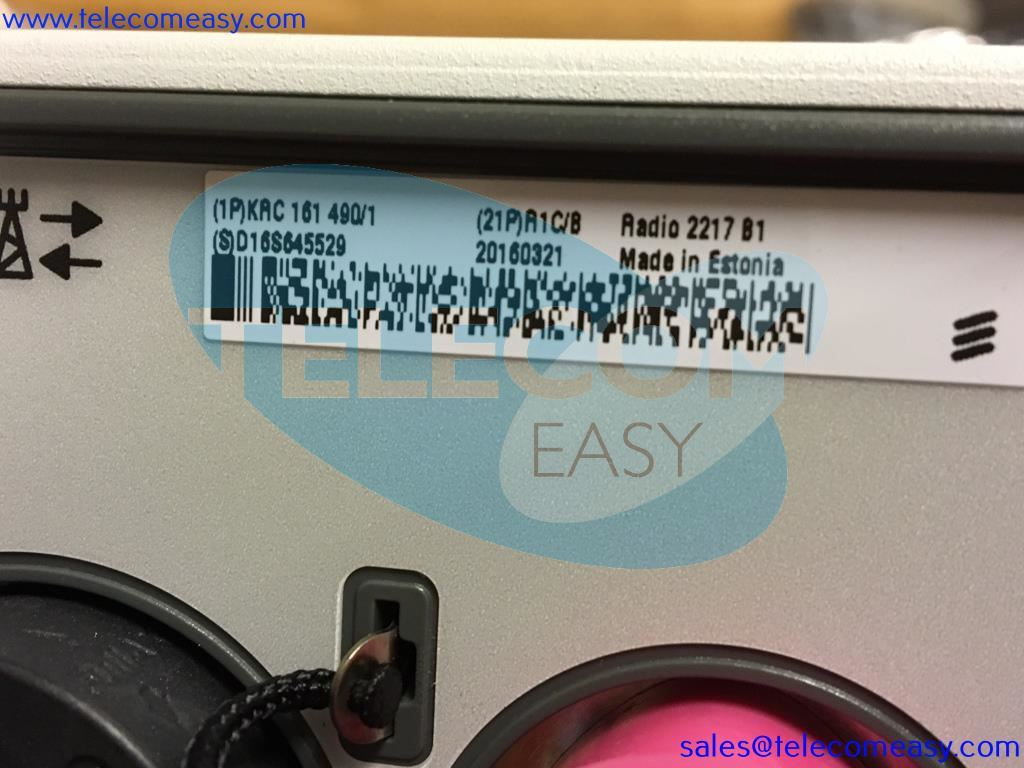 www.telecomeasy.com
(1P)KRC 161 490/1 (21P)R1C/B Radio 2217 B1
(S)D16S645529 20160321 Made in Estonia
TELECOM
EASY
sales@telecomeasy.com